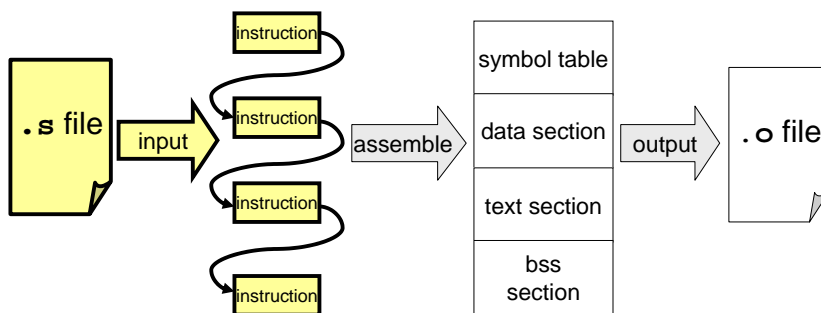 .s file
input
instruction
instruction
instruction
instruction
assemble
symbol table
data section
text section
bss
section
output
.o file